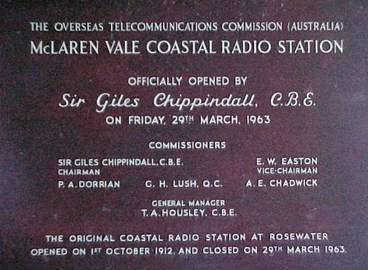 THE OVERSEAS TELECOMMUNICATIONS COMMISSION (AUSTRALIA)
McLAREN VALE COASTAL RADIO STATION
OFFICIALLY OPENED BY
Sir Giles Chippindall, C.B.E.
ON FRIDAY, 29TH MARCH, 1963
COMMISSIONERS
SIR GILES CHIPPINDALL, C.B.E. E. W. EASTON
CHAIRMAN VICE-CHAIRMAN
P. A. DORRIAN G. H. LUSH, Q.C. A. E. CHADWICK
GENERAL MANAGER
T. A. HOUSLEY, C.B.E.
THE ORIGINAL COASTAL RADIO STATION AT ROSEWATER
OPENED ON 1ST OCTOBER 1912, AND CLOSED ON 29TH MARCH 1963.